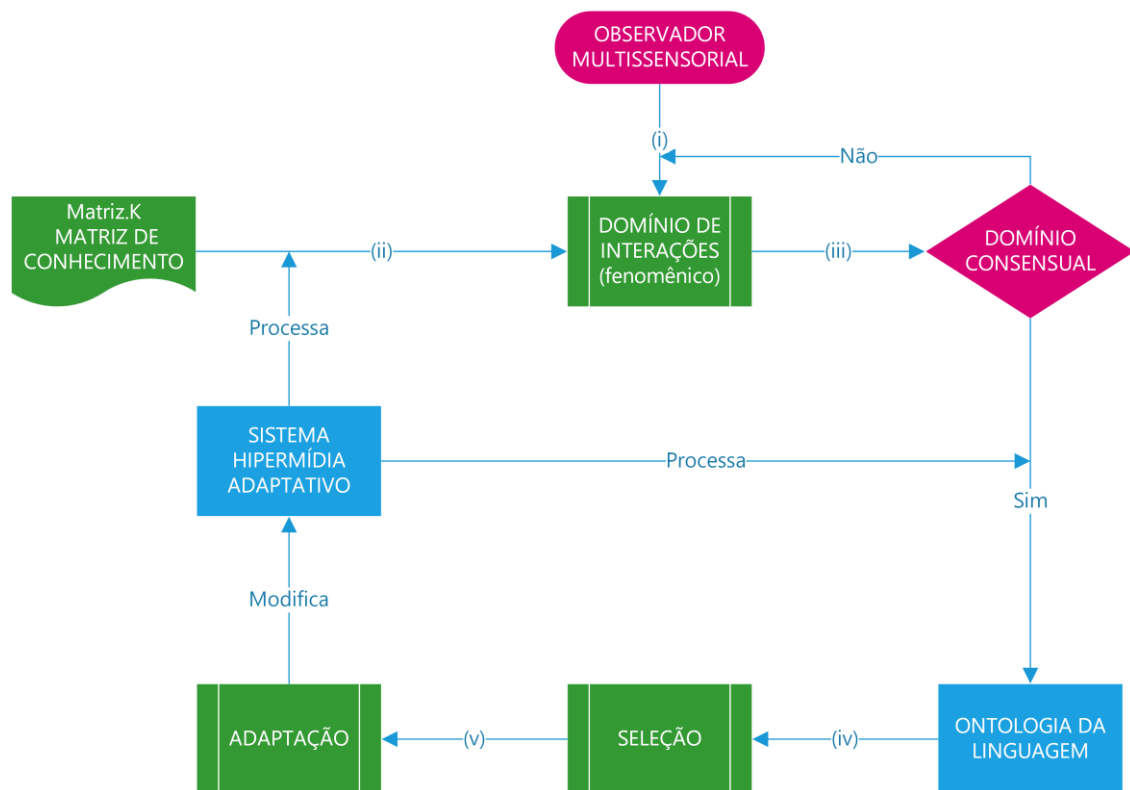 OBSERVADOR
MULTISSENSORIAL
(i)
Não
Matriz.K
MATRIZ DE
CONHECIMENTO
(ii)
DOMÍNIO DE
INTERAÇÕES
(fenomênico)
(iii)
DOMÍNIO
CONSENSUAL
Processa
SISTEMA
HIPERMÍDIA
ADAPTATIVO
Processa
Sim
Modifica
ADAPTAÇÃO
(v)
SELEÇÃO
(iv)
ONTOLOGIA DA
LINGUAGEM